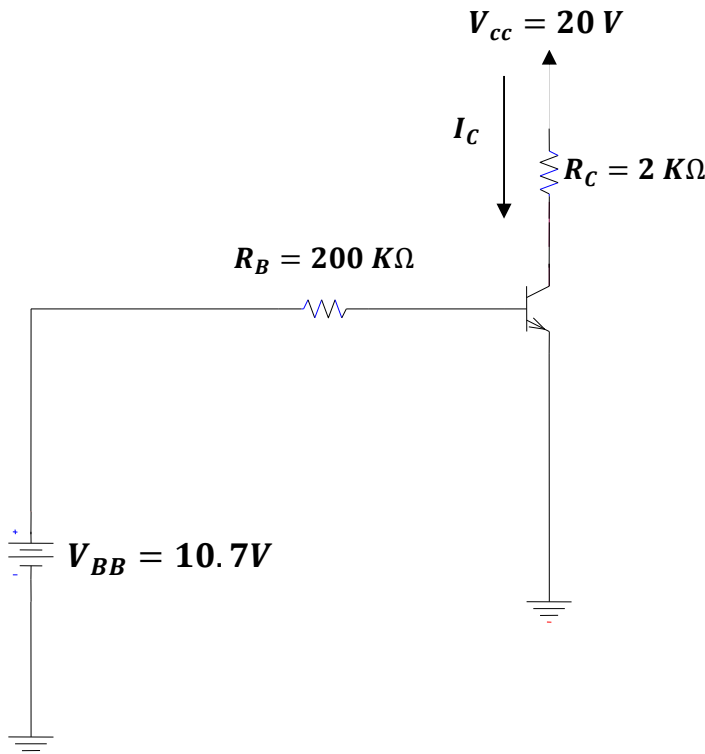 V_cc = 20 V
I_C
R_C = 2 KΩ
R_B = 200 KΩ
+
V_BB = 10.7V
-
-